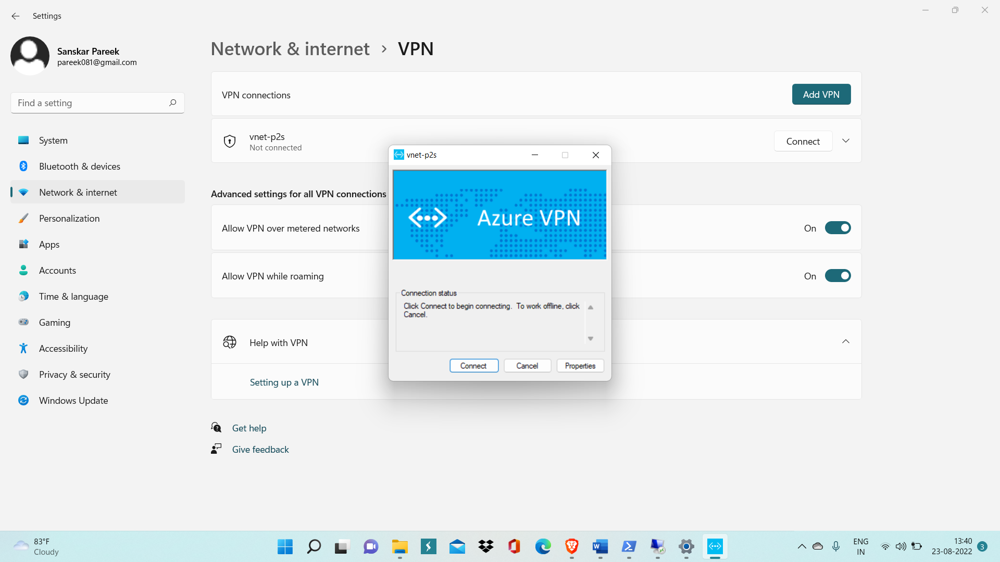 Settings
Sanskar Pareek
pareek081@gmail.com
Find a setting
System
Bluetooth & devices
Network & internet
Personalization
Apps
Accounts
Time & language
Gaming
Accessibility
Privacy & security
Windows Update
Network & internet > VPN
VPN connections
Add VPN
vnet-p2s
Not connected
Connect
Advanced settings for all VPN connections
Allow VPN over metered networks
On
Allow VPN while roaming
On
Help with VPN
Setting up a VPN
Get help
Give feedback
vnet-p2s
Azure VPN
Connection status
Click Connect to begin connecting. To work offline, click
Cancel.
Connect
Cancel
Properties
83°F
Cloudy
ENG
IN
13:40
23-08-2022
3